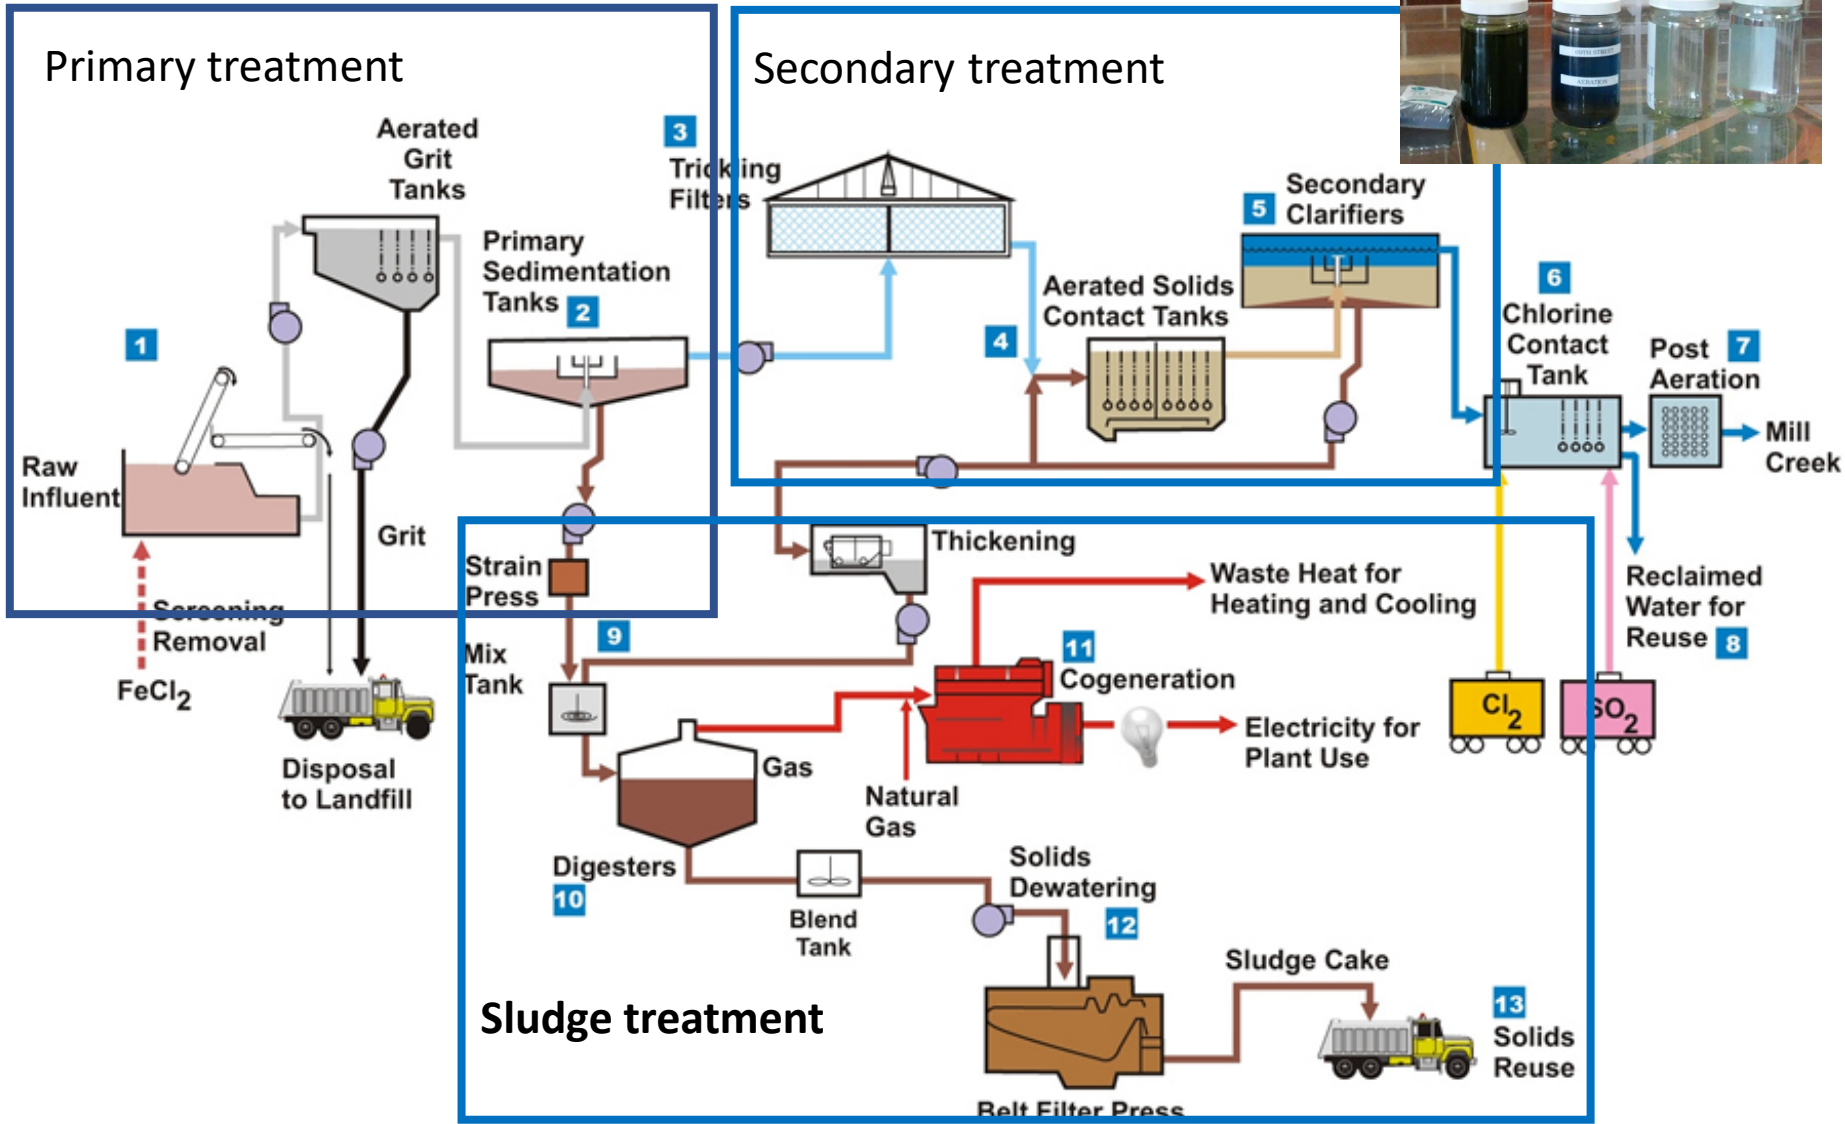 Primary treatment
Secondary treatment
60TH STREET
AERATION
Aerated
Grit
Tanks
3
Trickling
Filters
Primary
Sedimentation
Tanks 2
5
Secondary
Clarifiers
Aerated Solids
Contact Tanks
4
6
Chlorine
Contact
Tank
Post
Aeration
7
Mill
Creek
1
Raw
Influent
Grit
Screening
Removal
FeCl2
Disposal
to Landfill
Strain
Press
9
Mix
Tank
Thickening
Waste Heat for
Heating and Cooling
11
Cogeneration
Electricity for
Plant Use
Natural
Gas
Gas
Reclaimed
Water for
Reuse 8
Cl2
SO2
Digesters
10
Blend
Tank
Solids
Dewatering
12
Sludge Cake
13
Solids
Reuse
Sludge treatment
Belt Filter Press